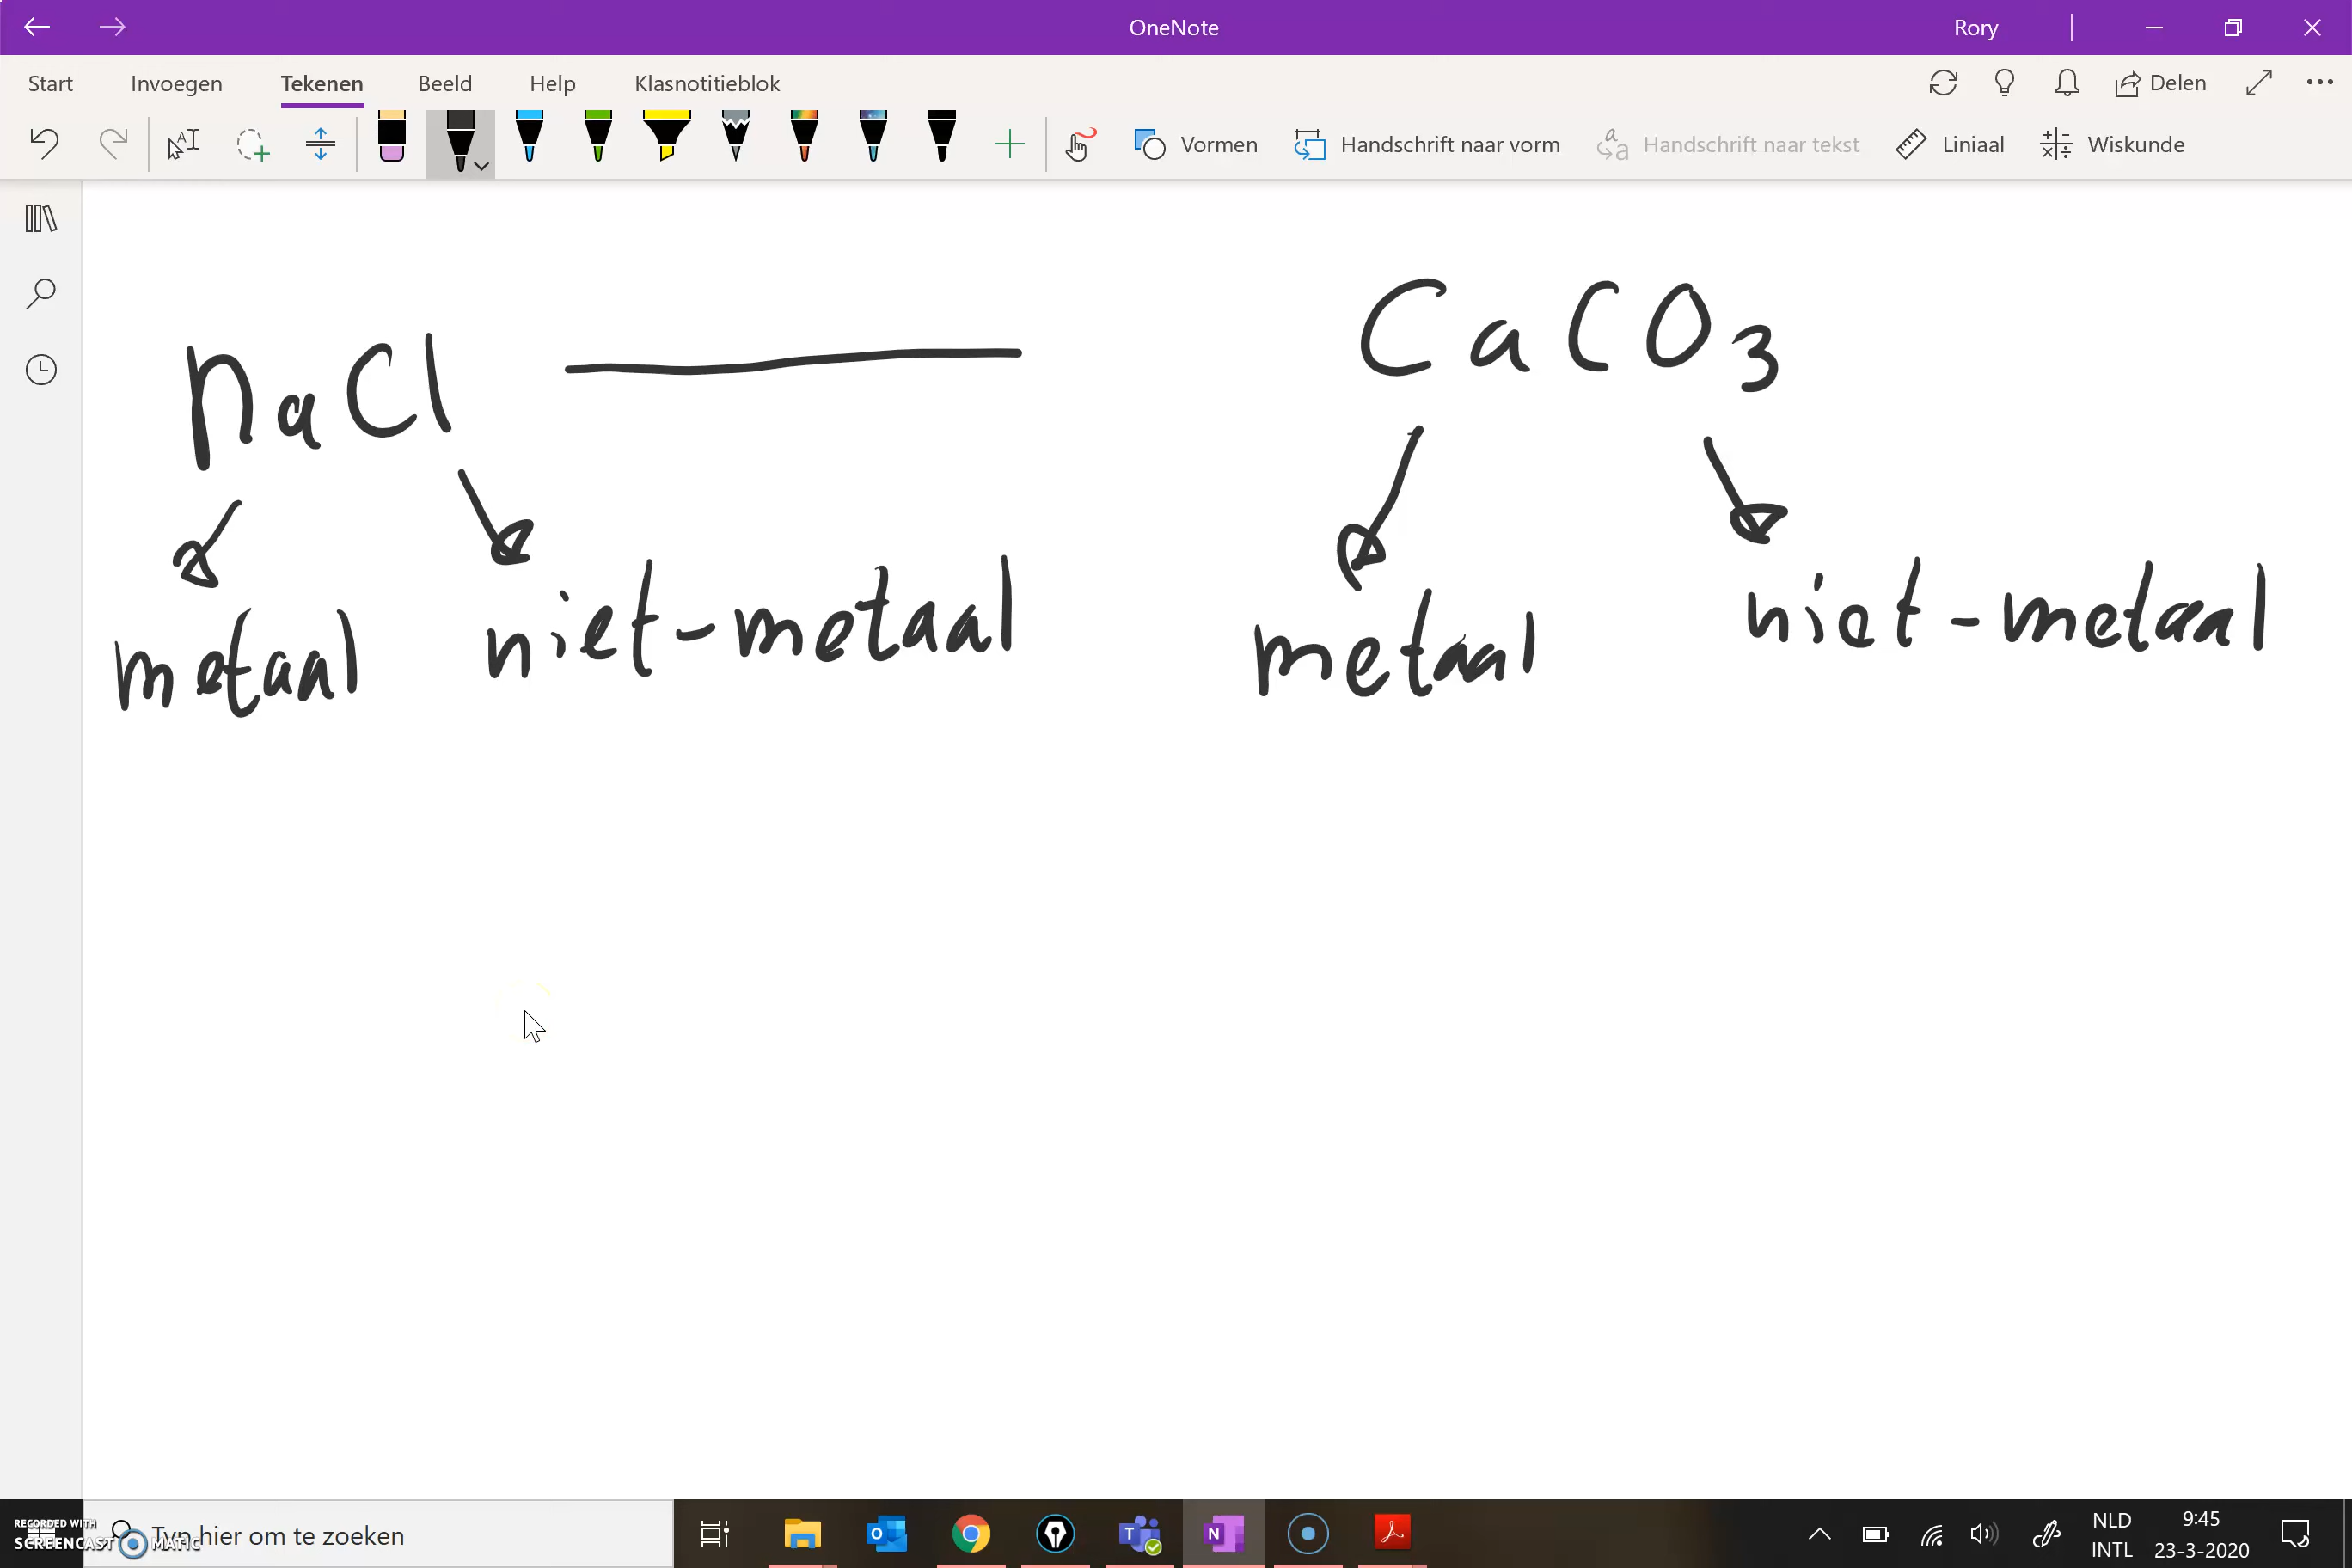 OneNote
Rory
Start Invoegen Tekenen Beeld Help Klasnotitieblok
Delen
Vormen Handschrift naar vorm Handschrift naar tekst Liniaal Wiskunde
NaCl
CaCO3
metaal
niet-metaal
metaal
niet-metaal
RECORDED WITH
SCREENCAST MATIC
Typ hier om te zoeken
NLD
INTL
9:45
23-3-2020